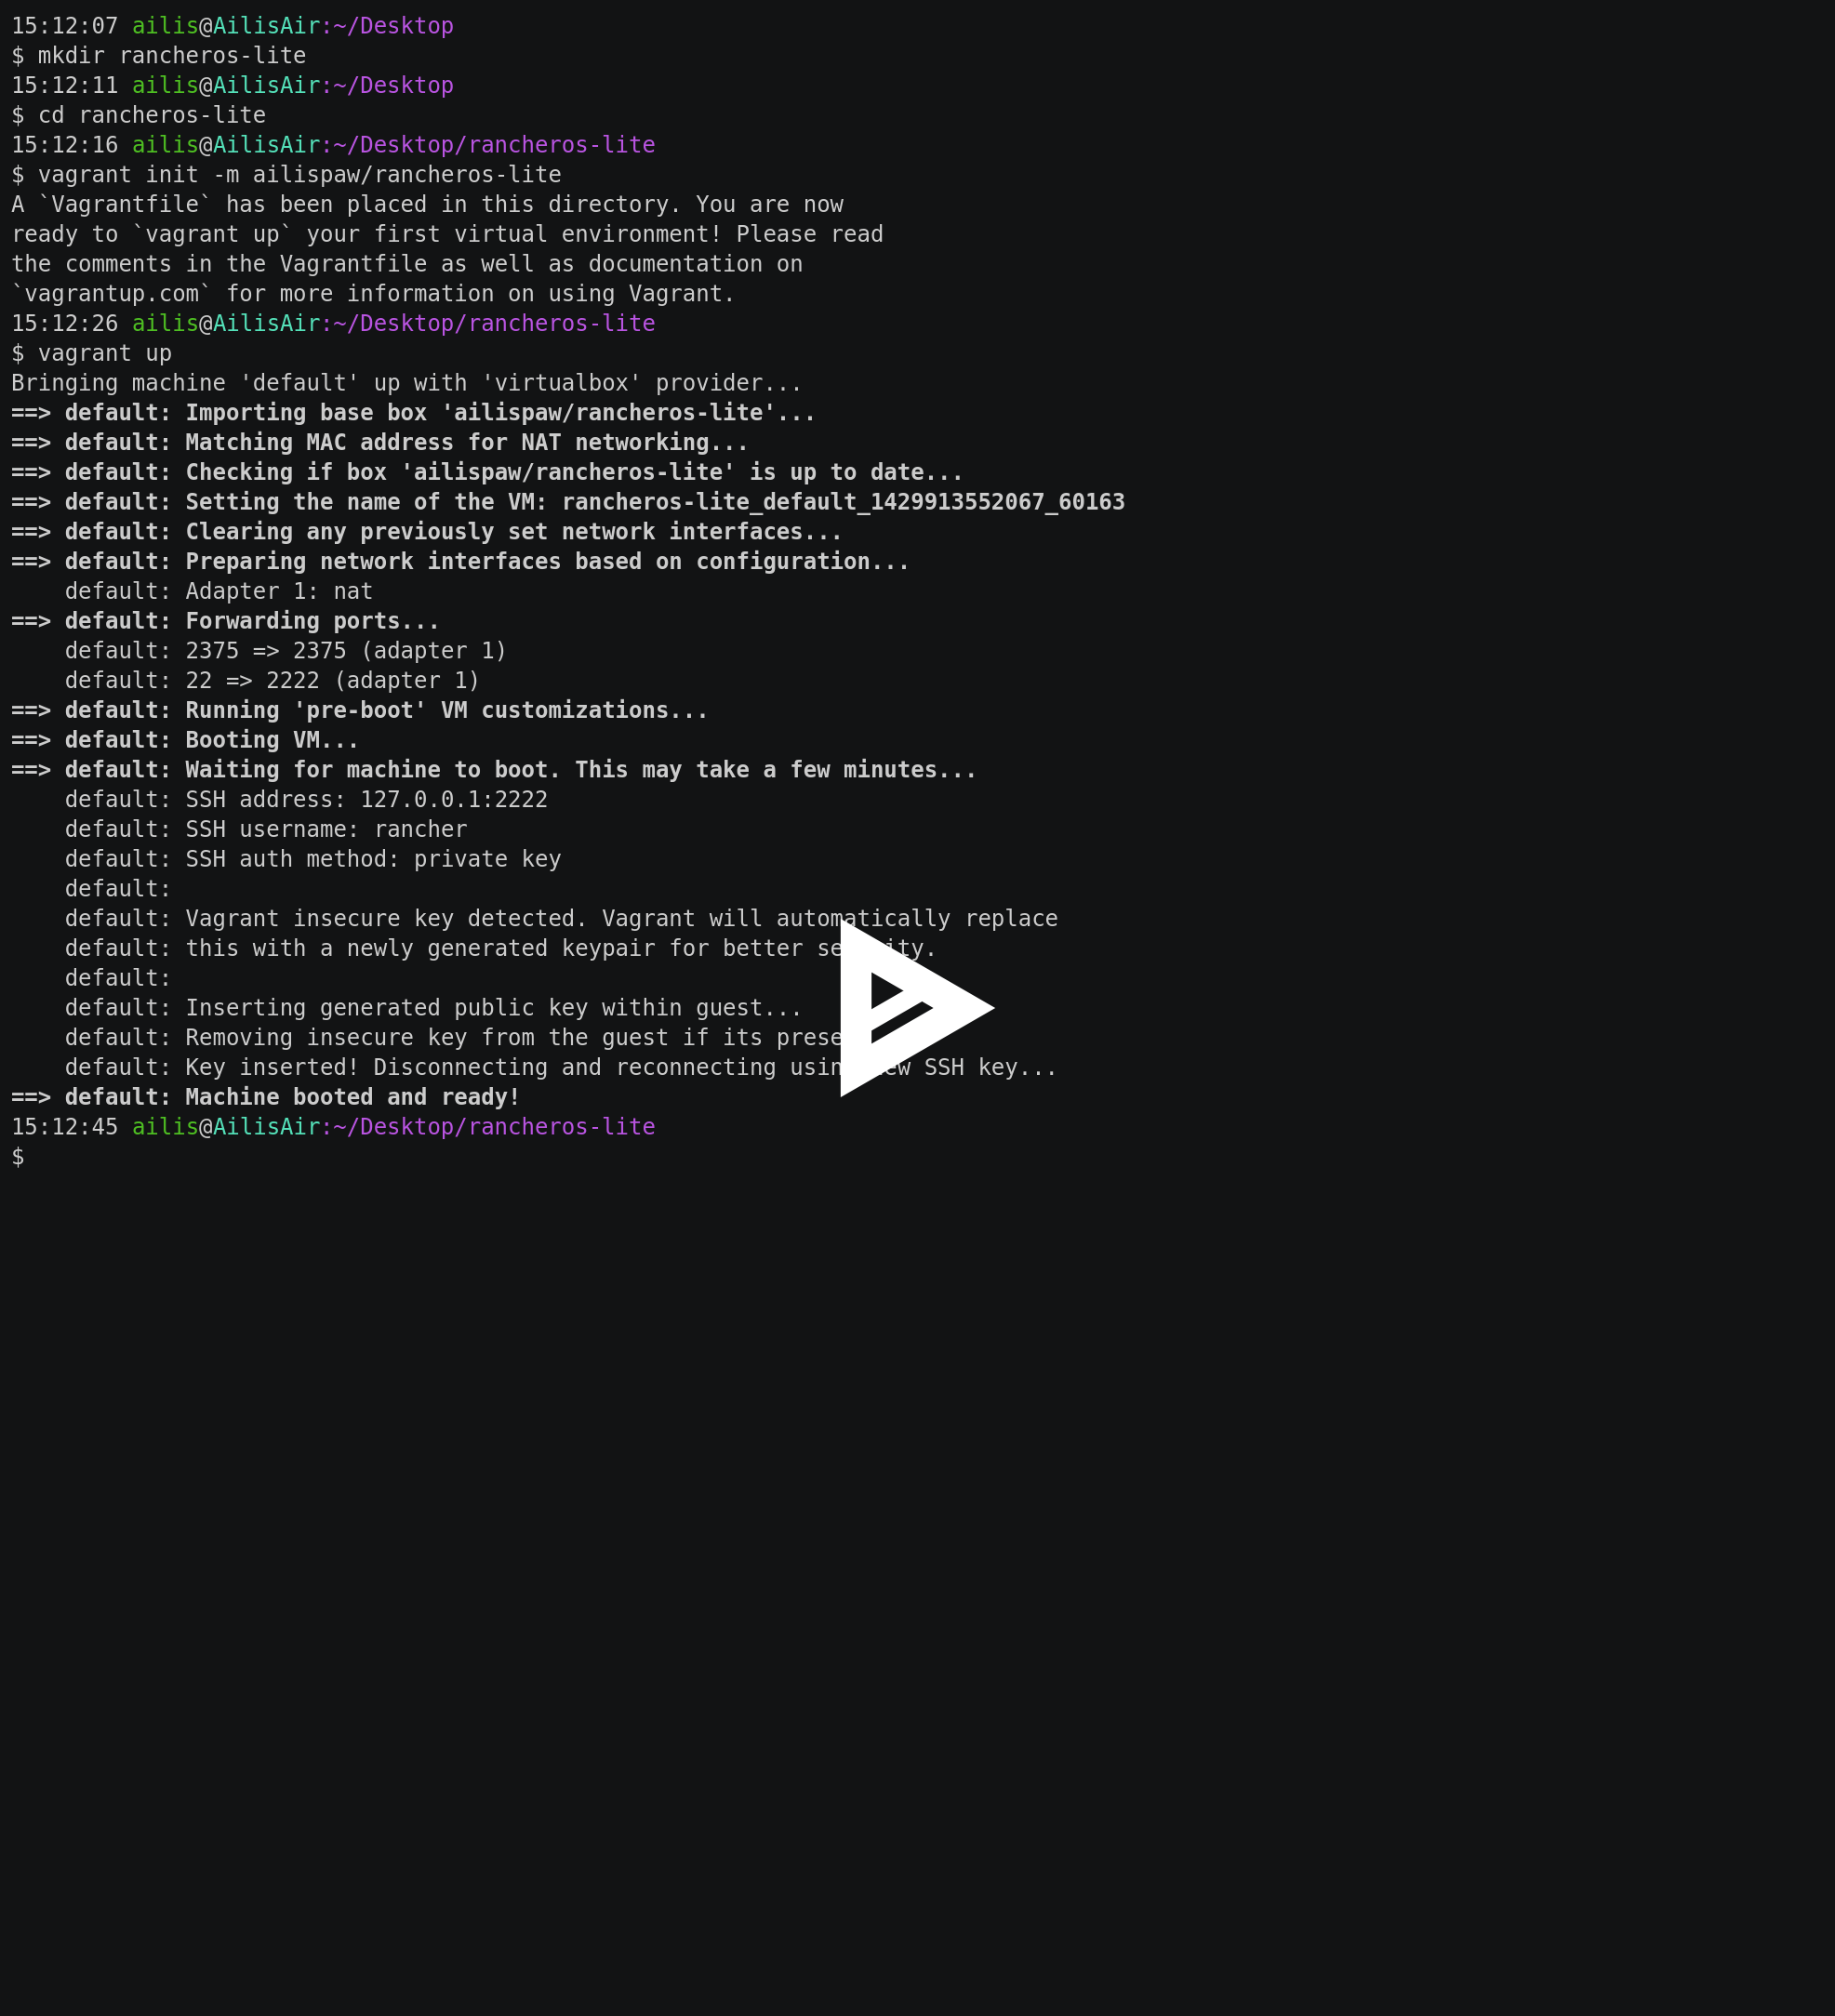 15:12:07 ailis@AilisAir:~/Desktop
$ mkdir rancheros-lite
15:12:11 ailis@AilisAir:~/Desktop
$ cd rancheros-lite
15:12:16 ailis@AilisAir:~/Desktop/rancheros-lite
$ vagrant init -m ailispaw/rancheros-lite
A `Vagrantfile` has been placed in this directory. You are now
ready to `vagrant up` your first virtual environment! Please read
the comments in the Vagrantfile as well as documentation on
`vagrantup.com` for more information on using Vagrant.
15:12:26 ailis@AilisAir:~/Desktop/rancheros-lite
$ vagrant up
Bringing machine 'default' up with 'virtualbox' provider...
==> default: Importing base box 'ailispaw/rancheros-lite'...
==> default: Matching MAC address for NAT networking...
==> default: Checking if box 'ailispaw/rancheros-lite' is up to date...
==> default: Setting the name of the VM: rancheros-lite_default_1429913552067_60163
==> default: Clearing any previously set network interfaces...
==> default: Preparing network interfaces based on configuration...
    default: Adapter 1: nat
==> default: Forwarding ports...
    default: 2375 => 2375 (adapter 1)
    default: 22 => 2222 (adapter 1)
==> default: Running 'pre-boot' VM customizations...
==> default: Booting VM...
==> default: Waiting for machine to boot. This may take a few minutes...
    default: SSH address: 127.0.0.1:2222
    default: SSH username: rancher
    default: SSH auth method: private key
    default:
    default: Vagrant insecure key detected. Vagrant will automatically replace
    default: this with a newly generated keypair for better
    default:
    default: Inserting generated public key within guest...
    default: Removing insecure key from the guest if its
    default: Key inserted! Disconnecting and reconnecting using new SSH key...
==> default: Machine booted and ready!
15:12:45 ailis@AilisAir:~/Desktop/rancheros-lite
$